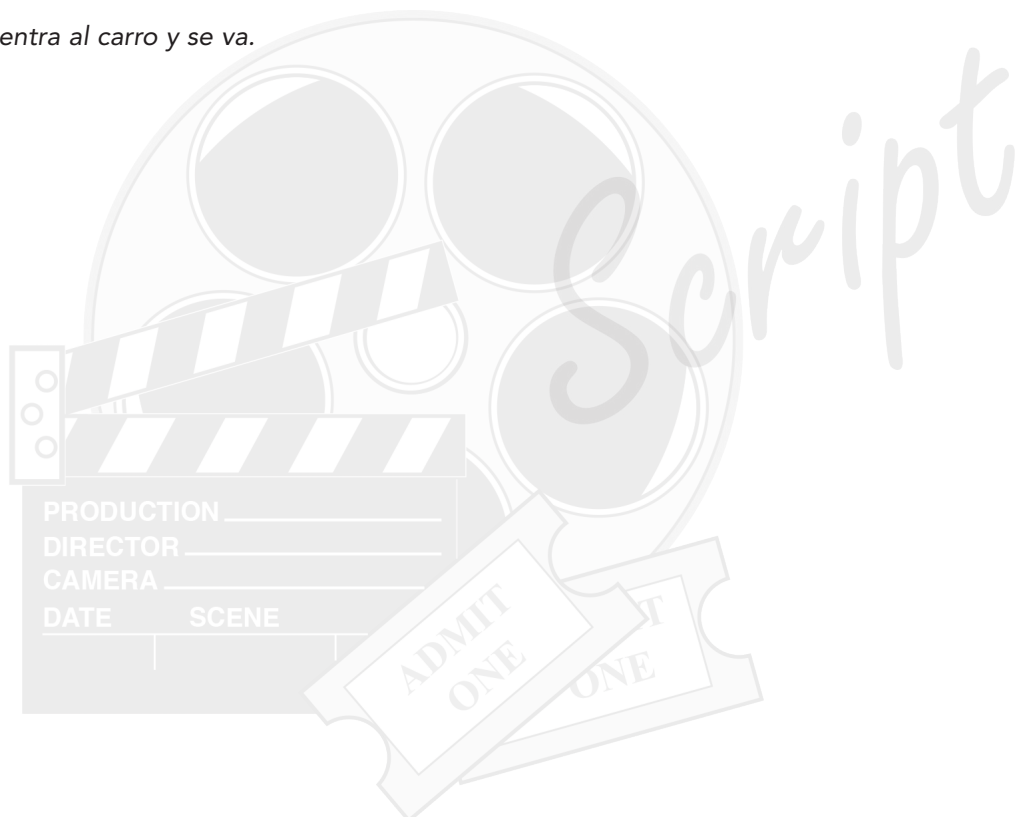 entra al carro y se va.
Script
PRODUCTION
DIRECTOR
CAMERA
DATE SCENE
ADMIT
ONE
ONE